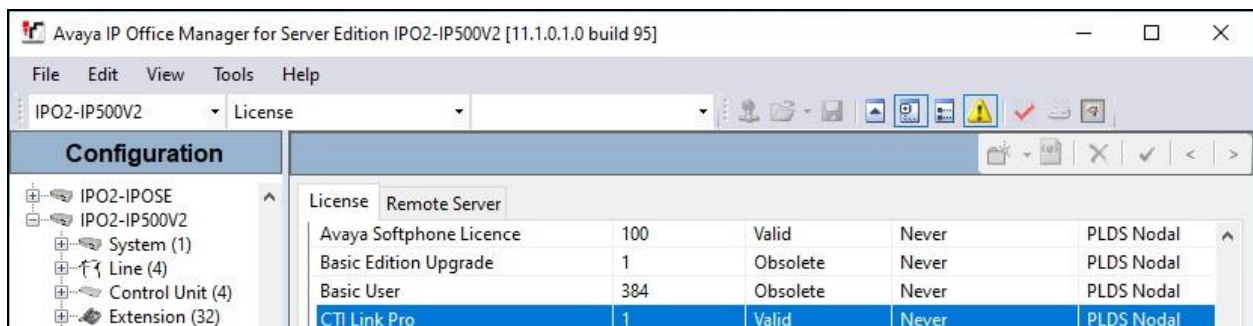 Avaya IP Office Manager for Server Edition IPO2-IP500V2 [11.1.0.1.0 build 95]
File Edit View Tools Help
IPO2-IP500V2 License
Configuration
IPO2-IPOSE
IPO2-IP500V2
System (1)
Line (4)
Control Unit (4)
Extension (32)
License Remote Server
Avaya Softphone Licence 100 Valid Never PLDS Nodal
Basic Edition Upgrade 1 Obsolete Never PLDS Nodal
Basic User 384 Obsolete Never PLDS Nodal
CTI Link Pro 1 Valid Never PLDS Nodal